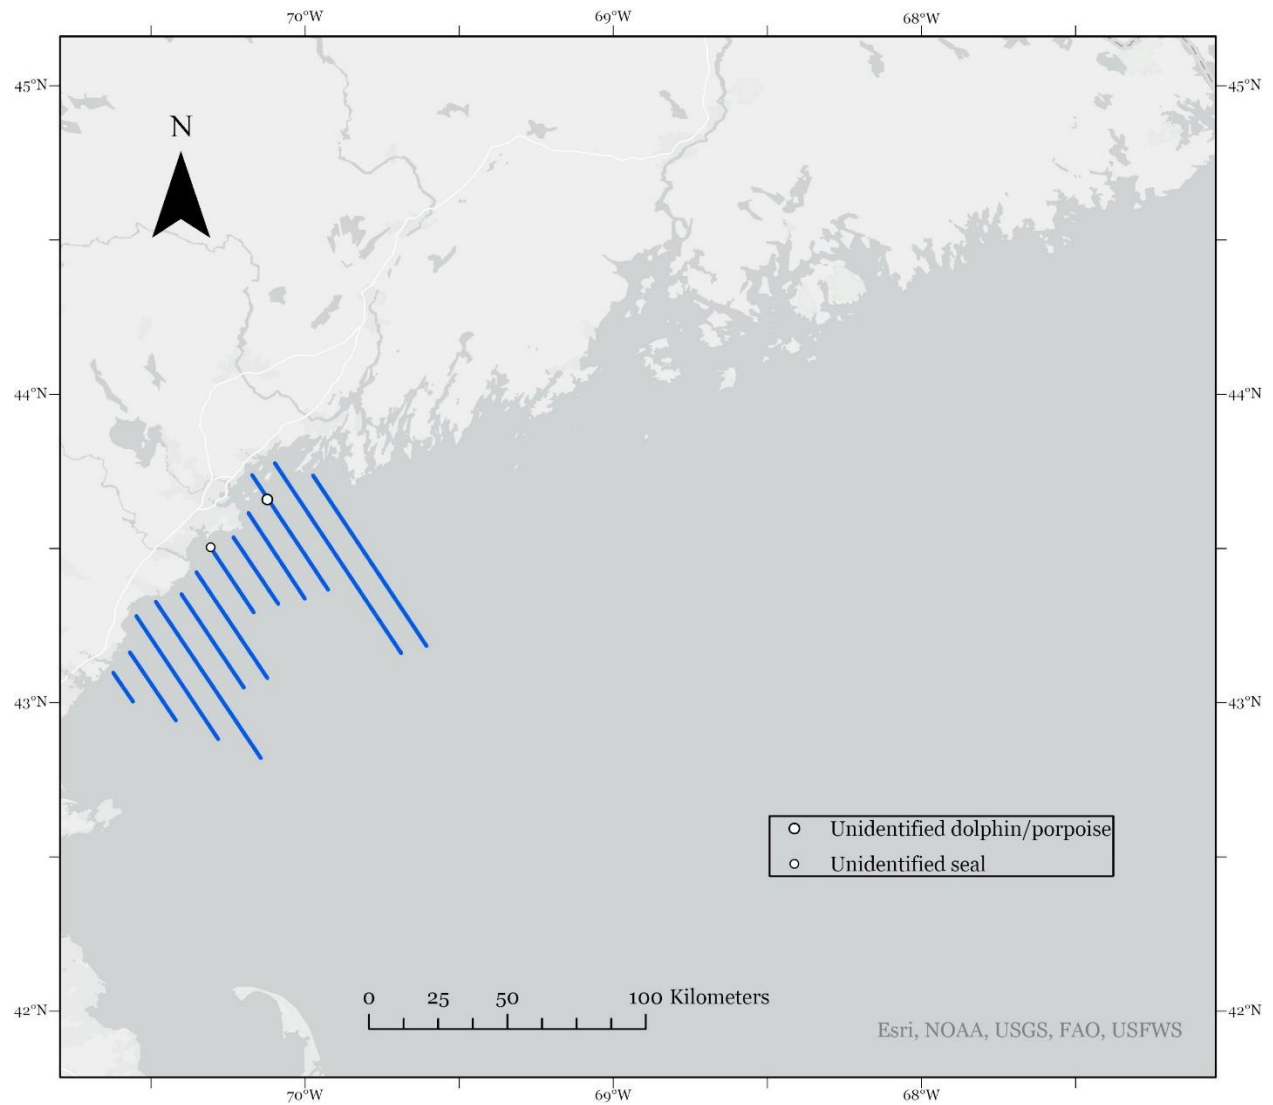 70°W 69°W 68°W
45°N 45°N
N
44°N 44°N
43°N 43°N
Unidentified dolphin/porpoise
Unidentified seal
0 25 50 100 Kilometers
42°N 42°N
Esri, NOAA, USGS, FAO, USFWS
70°W 69°W 68°W